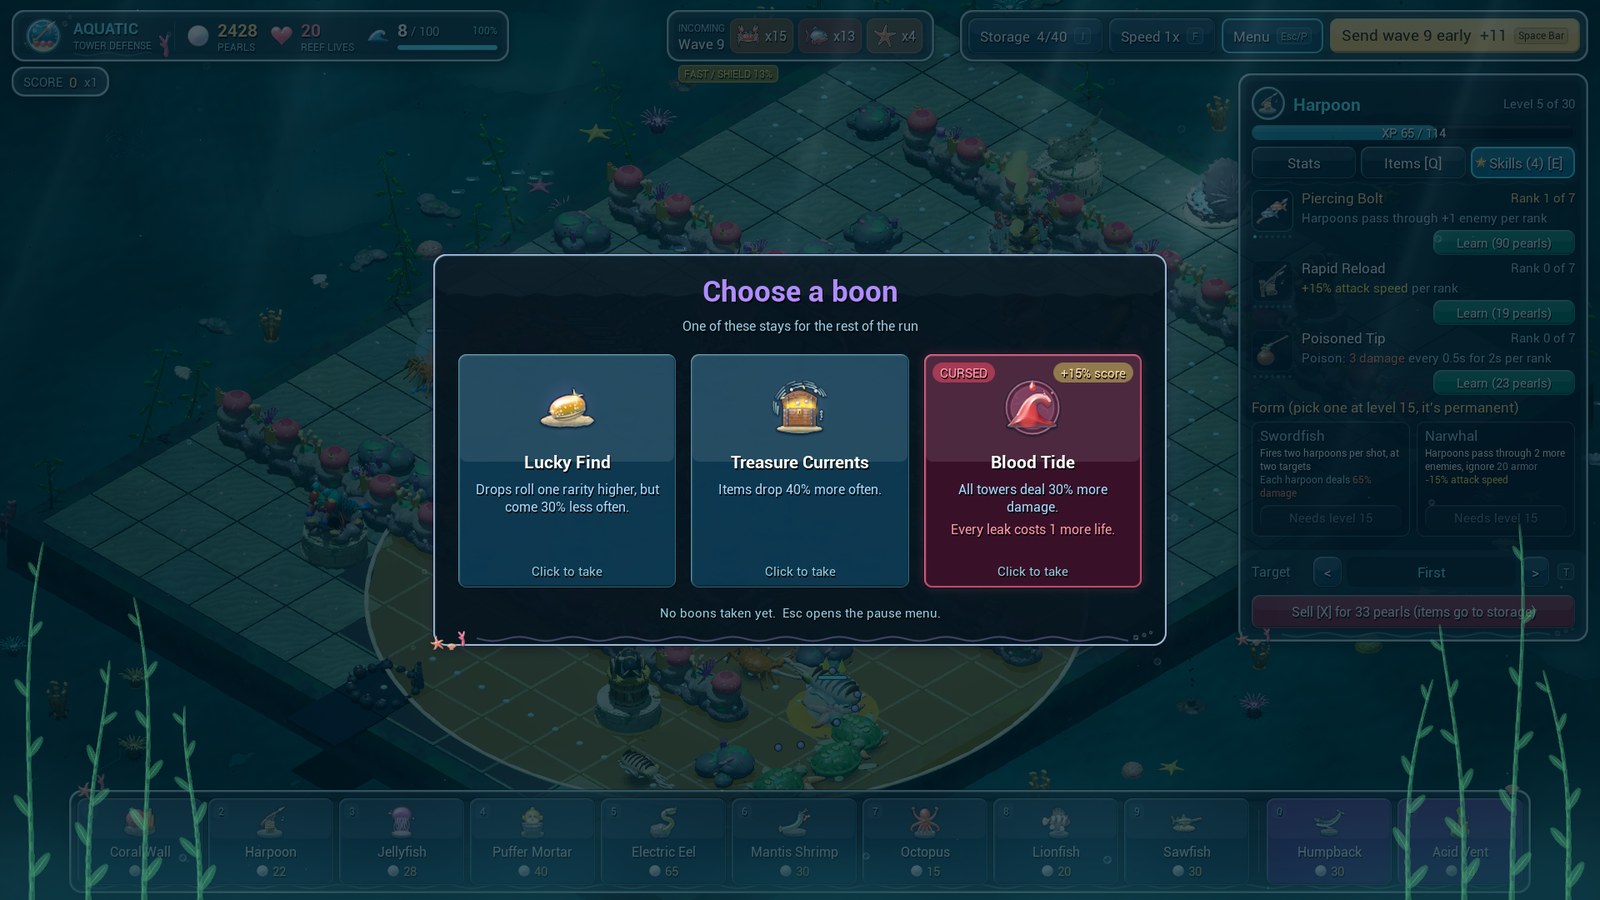 AQUATIC
TOWER DEFENSE
2428
PEARLS
20
REEF LIVES
8 / 100
100%
SCORE 0 x1
INCOMING
Wave 9
x15
x13
x4
FAST / SHIELD 13%
Storage 4/40 I
Speed 1x F
Menu Esc/P
Send wave 9 early +11 Space Bar
Harpoon
Level 5 of 30
XP 65 / 114
Stats
Items [Q]
Skills (4) [E]
Piercing Bolt
Rank 1 of 7
Harpoons pass through +1 enemy per rank
Learn (90 pearls)
Rapid Reload
Rank 0 of 7
+15% attack speed per rank
Learn (19 pearls)
Poisoned Tip
Rank 0 of 7
Poison: 3 damage every 0.5s for 2s per rank
Learn (23 pearls)
Form (pick one at level 15, it's permanent)
Swordfish
Fires two harpoons per shot, at
two targets
Each harpoon deals 65%
damage
Needs level 15
Narwhal
Harpoons pass through 2 more
enemies, ignore 20 armor
-15% attack speed
Needs level 15
Target
<
First
>
T
Sell [X] for 33 pearls (items go to storage)
Choose a boon
One of these stays for the rest of the run
Lucky Find
Drops roll one rarity higher, but
come 30% less often.
Click to take
Treasure Currents
Items drop 40% more often.
Click to take
CURSED
+15% score
Blood Tide
All towers deal 30% more
damage.
Every leak costs 1 more life.
Click to take
No boons taken yet. Esc opens the pause menu.
Coral Wall
2
Harpoon
22
3
Jellyfish
28
4
Puffer Mortar
40
5
Electric Eel
65
6
Mantis Shrimp
30
7
Octopus
15
8
Lionfish
20
9
Sawfish
30
0
Humpback
30
Acid Vent